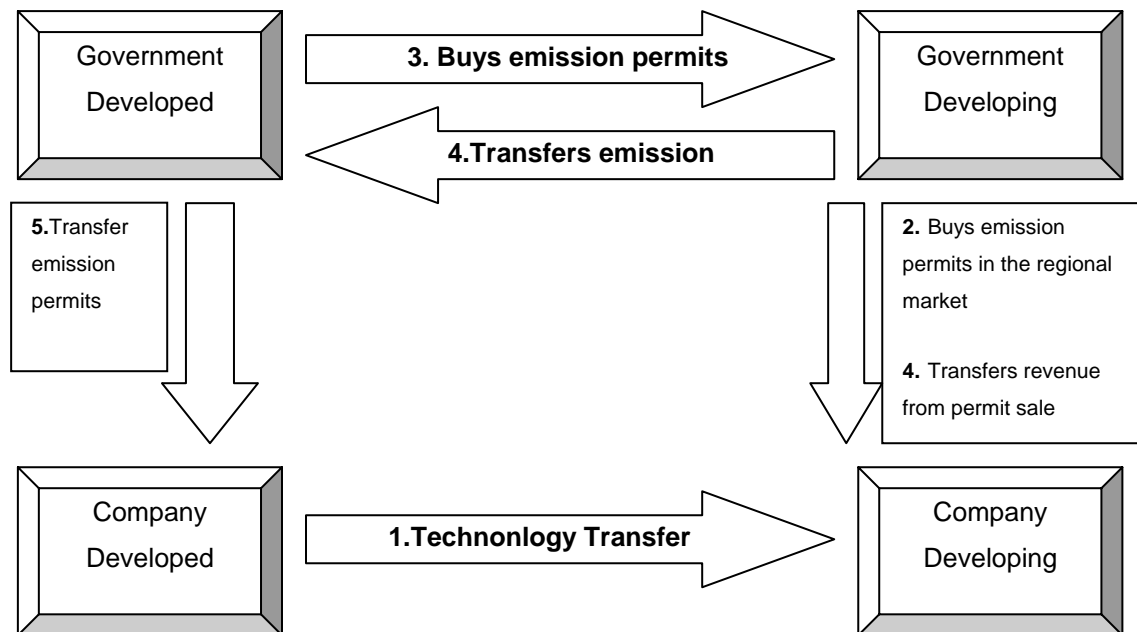 Government
Developed
3. Buys emission permits
Government
Developing
4.Transfers emission
5.Transfer
emission
permits
2. Buys emission
permits in the regional
market
4. Transfers revenue
from permit sale
Company
Developed
1.Technonlogy Transfer
Company
Developing